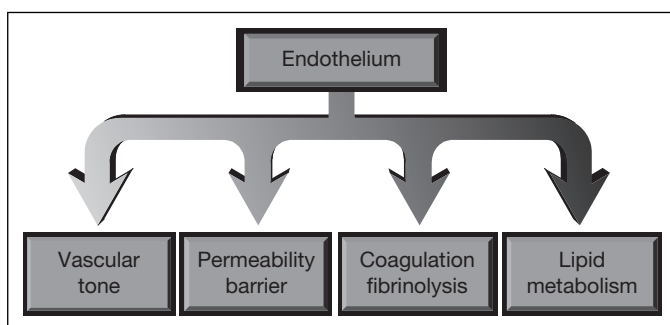 Endothelium
Vascular
tone
Permeability
barrier
Coagulation
fibrinolysis
Lipid
metabolism